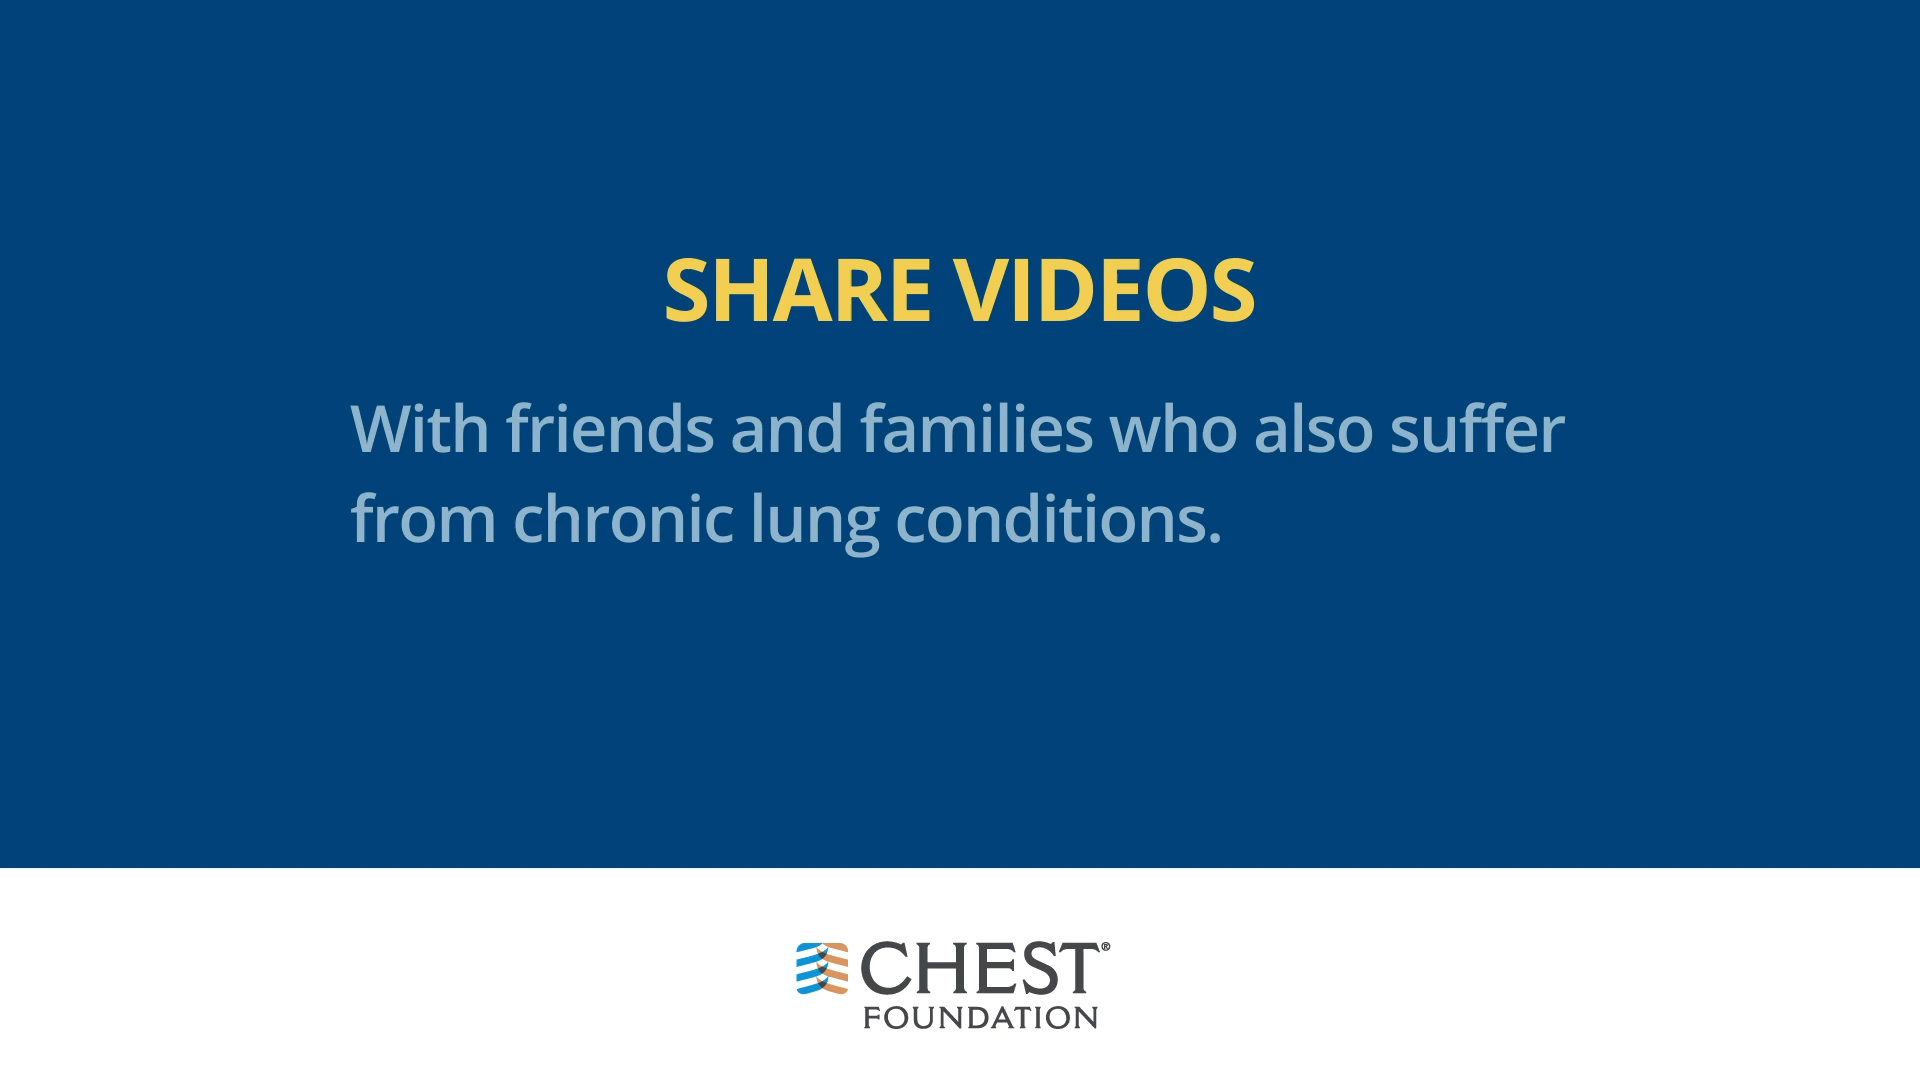 SHARE VIDEOS
With friends and families who also suffer
from chronic lung conditions.
CHEST®
FOUNDATION